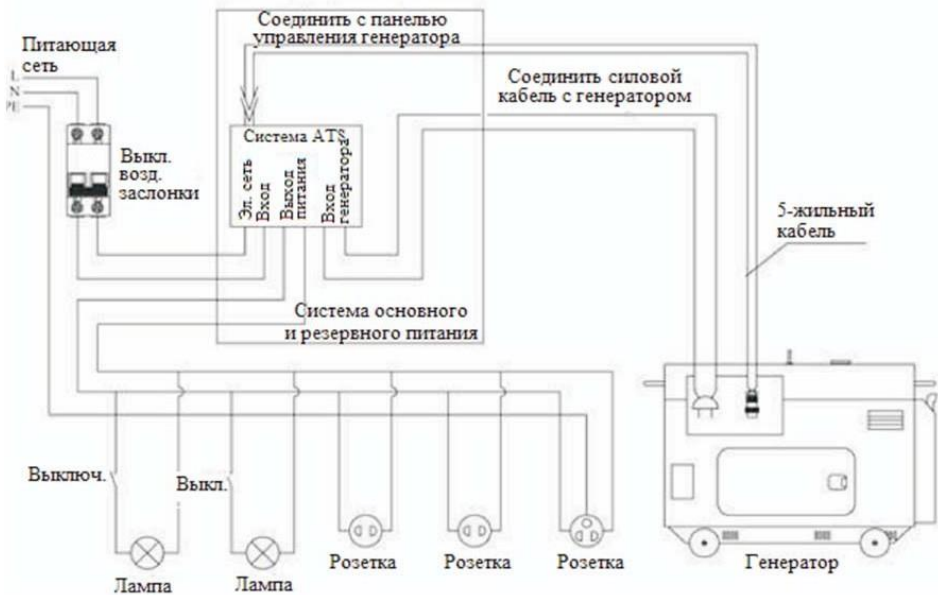 Соединить с панелью
управления генератора
Питающая
сеть
L
N
PE
Соединить силовой
кабель с генератором
Система ATS
Эл. сеть
Вход
Выход
питания
Вход
генератора
Выкл.
возд.
заслонки
5-жильный
кабель
Система основного
и резервного питания
Выключ.
Выкл.
Лампа
Лампа
Розетка
Розетка
Розетка
Генератор